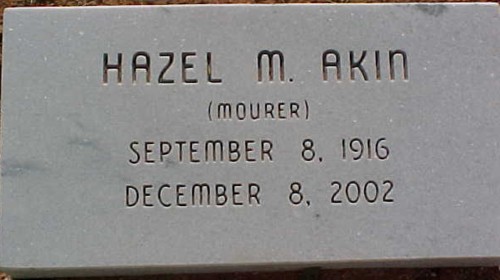 HAZEL M. AKIN
(MOURER)
SEPTEMBER 8, 1916
DECEMBER 8, 2002